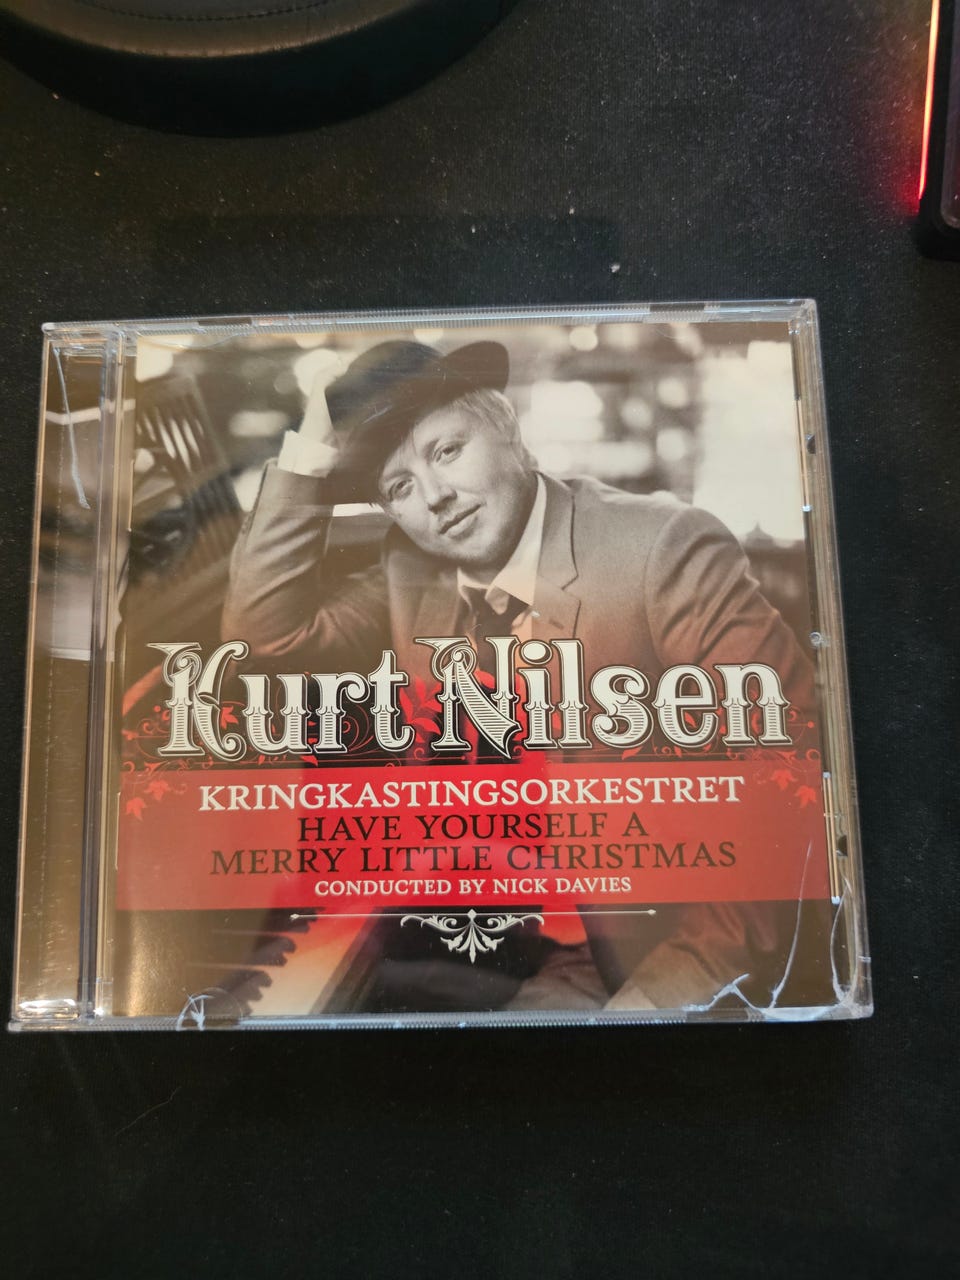 Kurt Nilsen
KRINGKASTINGSORKESTRET
HAVE YOURSELF A
MERRY LITTLE CHRISTMAS
CONDUCTED BY NICK DAVIES